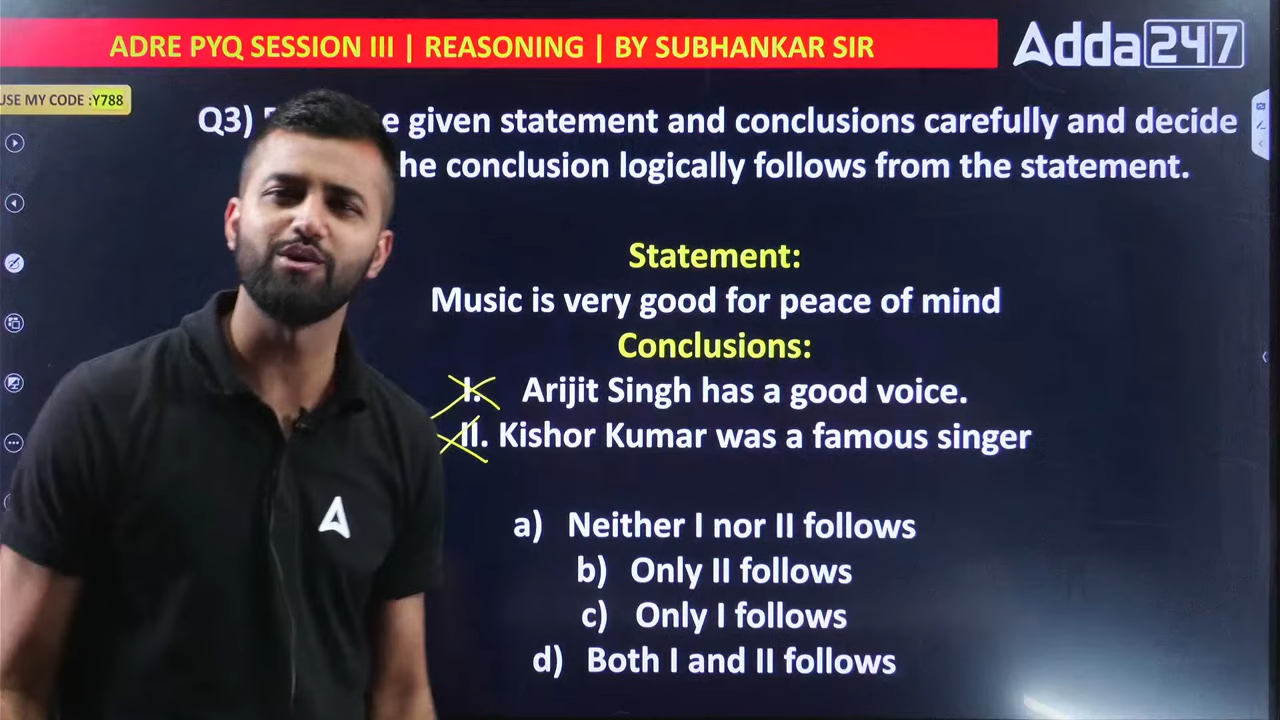 ADRE PYQ SESSION III | REASONING | BY SUBHANKAR SIR
Adda247
USE MY CODE :Y788
Q3) e given statement and conclusions carefully and decide
he conclusion logically follows from the statement.
Statement:
Music is very good for peace of mind
Conclusions:
I. Arijit Singh has a good voice.
II. Kishor Kumar was a famous singer
a) Neither I nor II follows
b) Only II follows
c) Only I follows
d) Both I and II follows